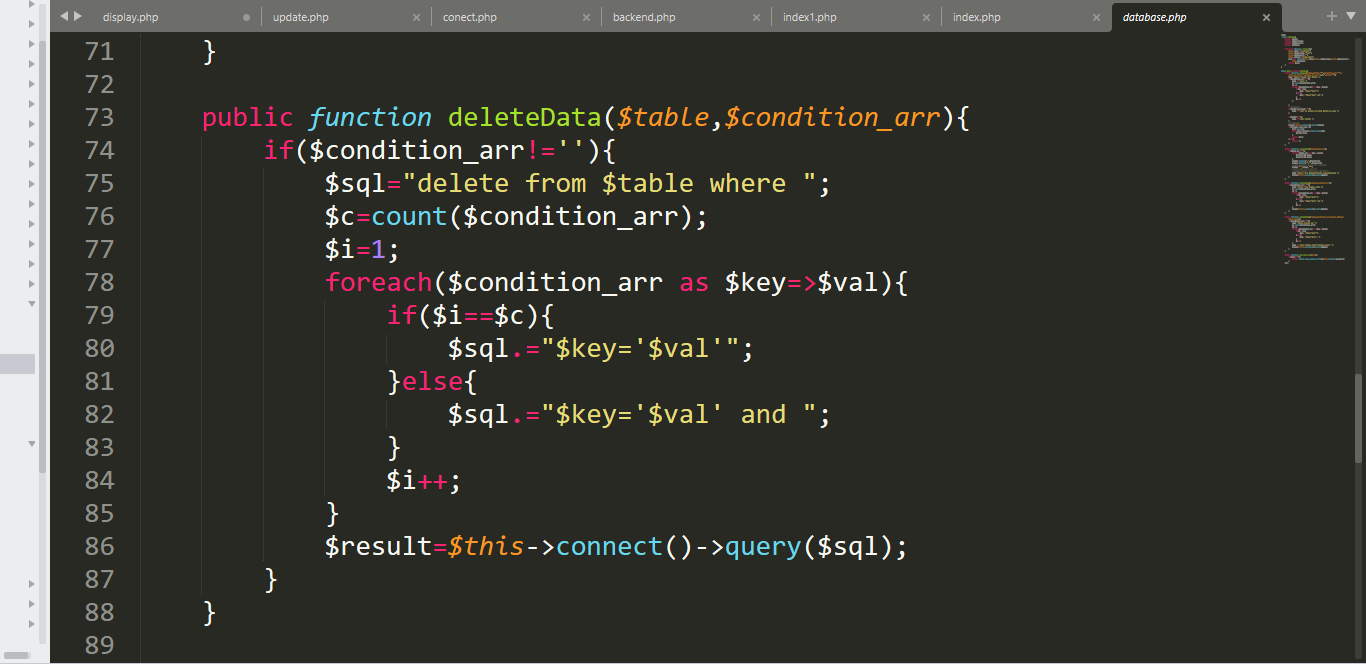 display.php update.php conect.php backend.php index1.php index.php database.php
71 }
72
73 public function deleteData($table,$condition_arr){
74 if($condition_arr!=''){
75 $sql="delete from $table where ";
76 $c=count($condition_arr);
77 $i=1;
78 foreach($condition_arr as $key=>$val){
79 if($i==$c){
80 $sql.="$key='$val'";
81 }else{
82 $sql.="$key='$val' and ";
83 }
84 $i++;
85 }
86 $result=$this->connect()->query($sql);
87 }
88 }
89